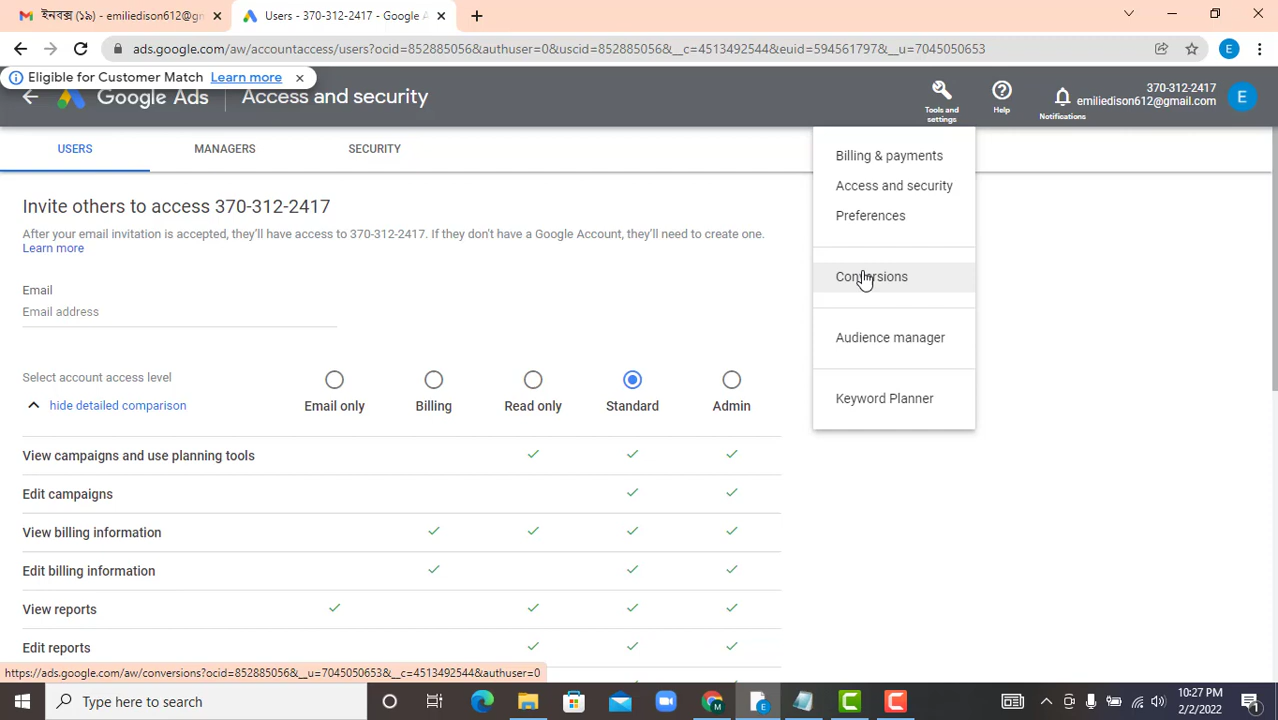 ইনবক্স (১৯) - emiliedison612@gm
Users - 370-312-2417 - Google A
ads.google.com/aw/accountaccess/users?ocid=852885056&authuser=0&uscid=852885056&__c=4513492544&euid=594561797&__u=7045050653
E
Eligible for Customer Match Learn more
Google Ads
Access and security
Tools and settings
Help
Notifications
370-312-2417
emiliedison612@gmail.com
E
USERS
MANAGERS
SECURITY
Billing & payments
Access and security
Preferences
Conversions
Audience manager
Keyword Planner
Invite others to access 370-312-2417
After your email invitation is accepted, they'll have access to 370-312-2417. If they don't have a Google Account, they'll need to create one.
Learn more
Email
Email address
Select account access level
hide detailed comparison
Email only
Billing
Read only
Standard
Admin
View campaigns and use planning tools
Edit campaigns
View billing information
Edit billing information
View reports
Edit reports
https://ads.google.com/aw/conversions?ocid=852885056&__u=7045050653&__c=4513492544&authuser=0
Type here to search
10:27 PM
2/2/2022